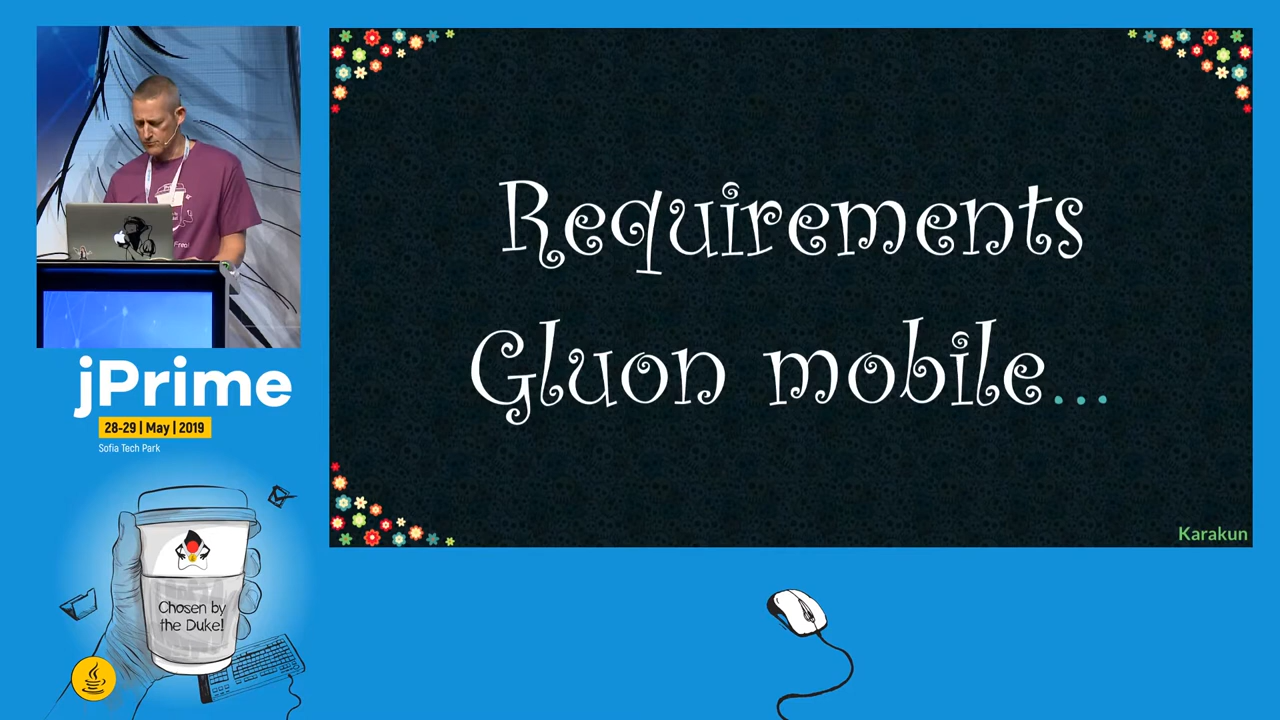 Requirements
Gluon mobile...
Karakun
jPrime
28-29 | May | 2019
Sofia Tech Park
Chosen by
the Duke!